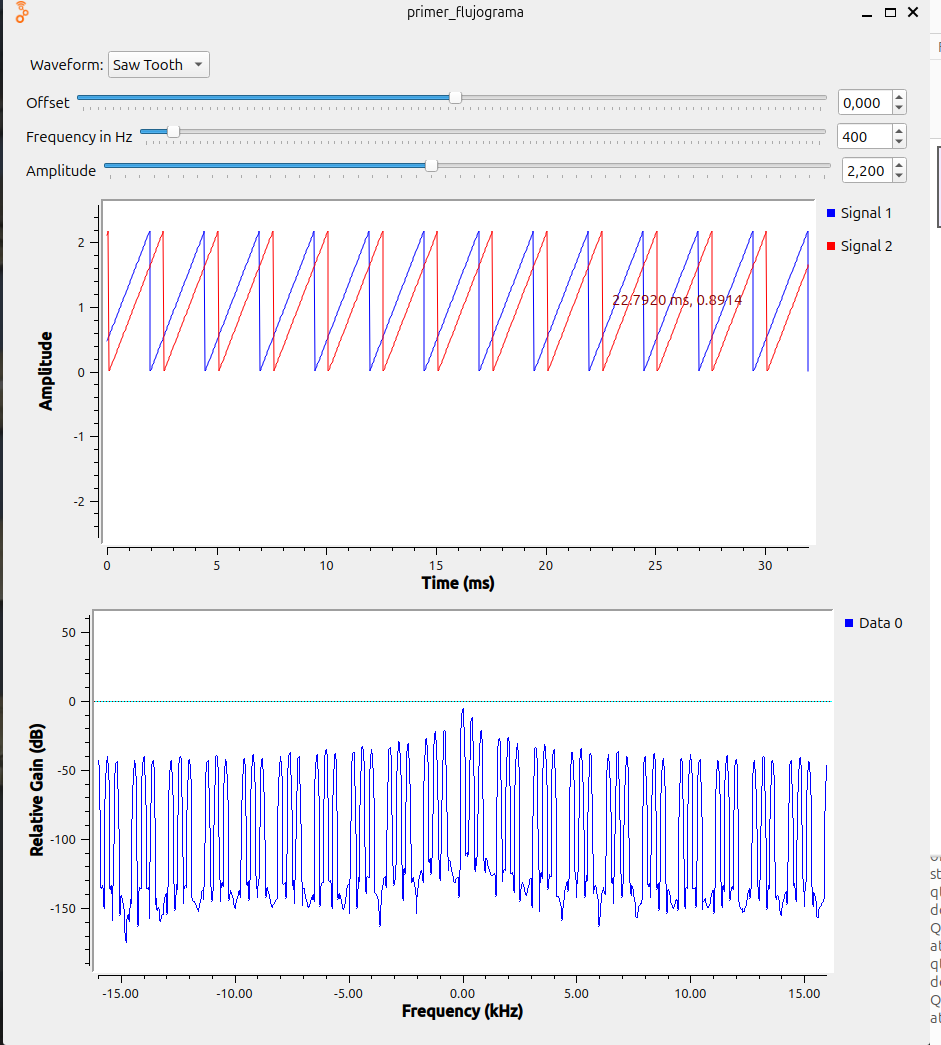 primer_flujograma
Waveform: Saw Tooth
Offset 0,000
Frequency in Hz 400
Amplitude 2,200
Signal 1
Signal 2
2
1
0
-1
-2
Amplitude
22.7920 ms, 0.8914
0 5 10 15 20 25 30
Time (ms)
Data 0
50
0
-50
-100
-150
Relative Gain (dB)
-15.00 -10.00 -5.00 0.00 5.00 10.00 15.00
Frequency (kHz)
st